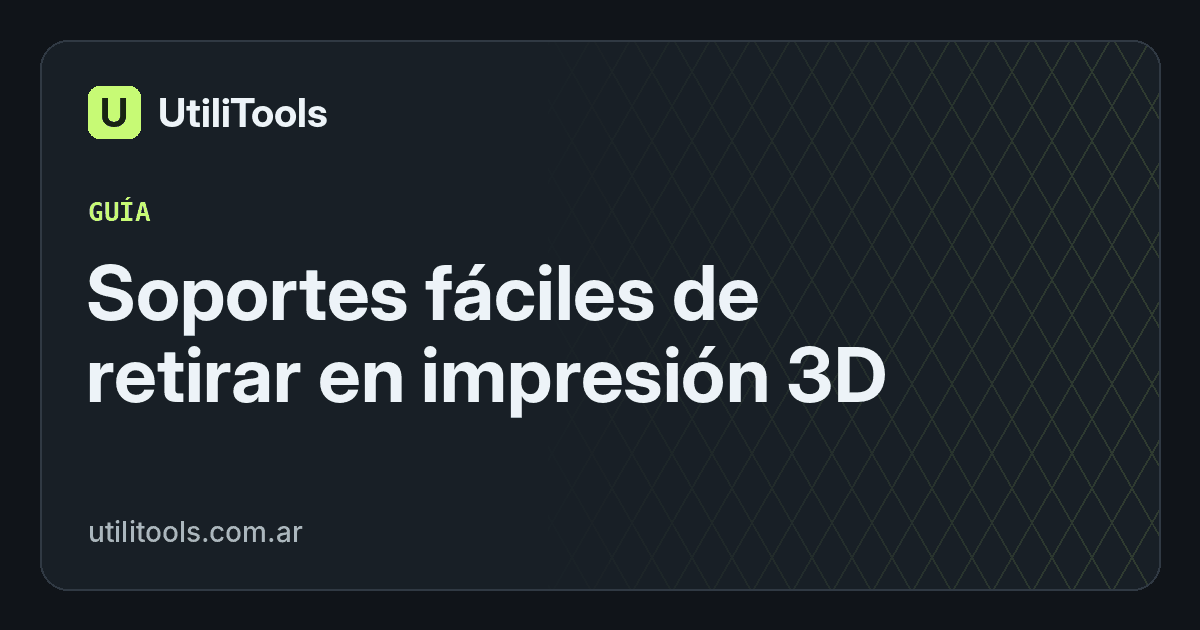 U UtiliTools
GUÍA
Soportes fáciles de
retirar en impresión 3D
utilitools.com.ar